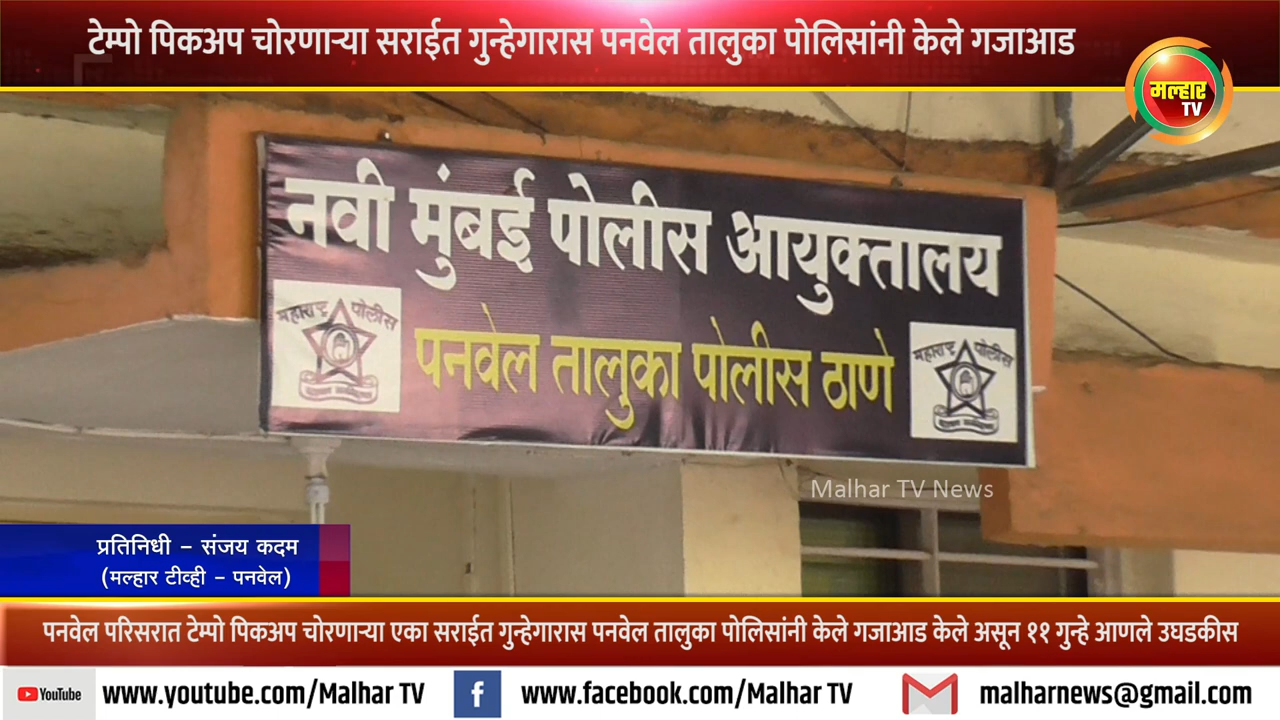 टेम्पो पिकअप चोरणाऱ्या सराईत गुन्हेगारास पनवेल तालुका पोलिसांनी केले गजाआड
मल्हार
TV
नवी मुंबई पोलीस आयुक्तालय
महाराष्ट्र पोलीस
पनवेल तालुका पोलीस ठाणे
महाराष्ट्र पोलीस
Malhar TV News
प्रतिनिधी - संजय कदम
(मल्हार टीव्ही - पनवेल)
पनवेल परिसरात टेम्पो पिकअप चोरणाऱ्या एका सराईत गुन्हेगारास पनवेल तालुका पोलिसांनी केले गजाआड केले असून ११ गुन्हे आणले उघडकीस
YouTube www.youtube.com/Malhar TV f www.facebook.com/Malhar TV malharnews@gmail.com